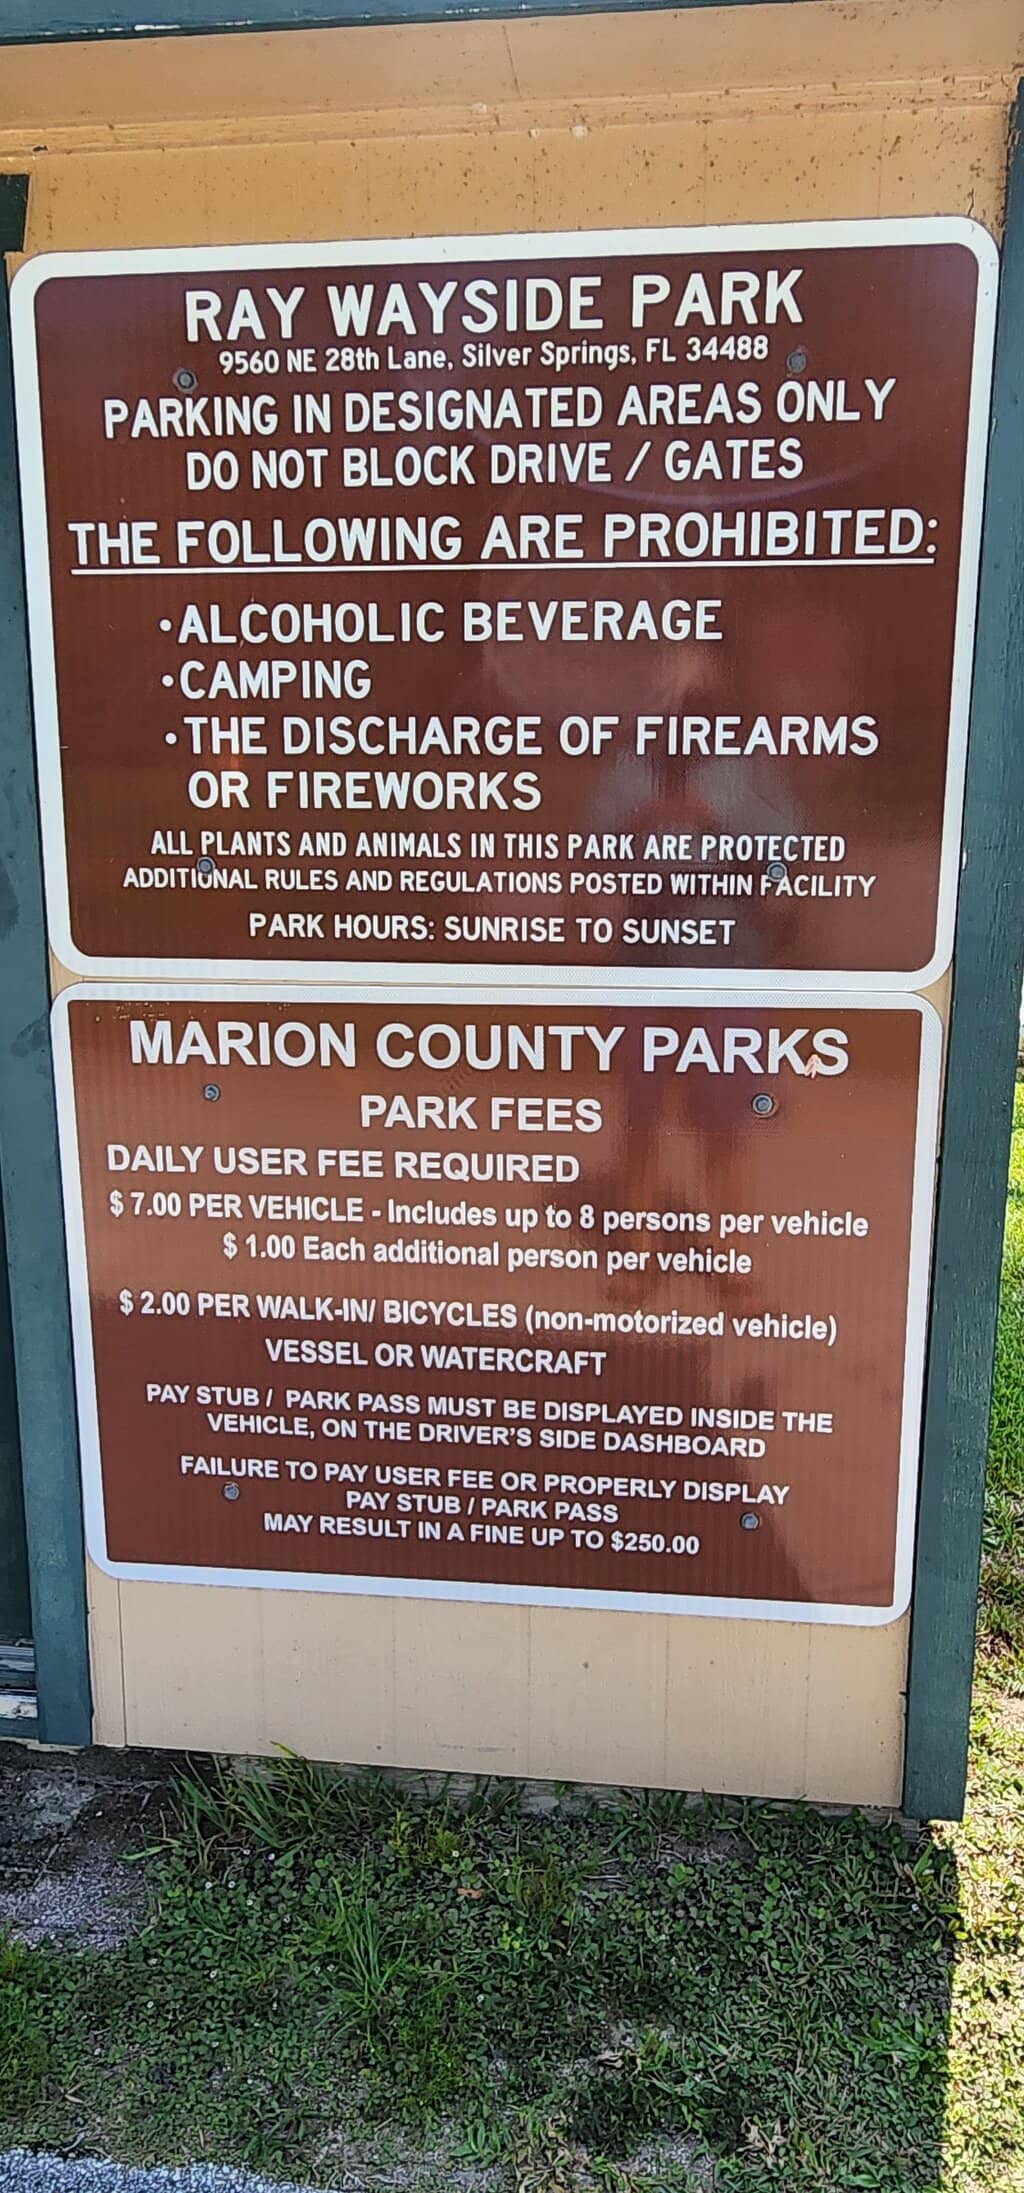 RAY WAYSIDE PARK
9560 NE 28th Lane, Silver Springs, FL 34488
PARKING IN DESIGNATED AREAS ONLY
DO NOT BLOCK DRIVE / GATES
THE FOLLOWING ARE PROHIBITED:
•ALCOHOLIC BEVERAGE
•CAMPING
•THE DISCHARGE OF FIREARMS
OR FIREWORKS
ALL PLANTS AND ANIMALS IN THIS PARK ARE PROTECTED
ADDITIONAL RULES AND REGULATIONS POSTED WITHIN FACILITY
PARK HOURS: SUNRISE TO SUNSET
MARION COUNTY PARKS
PARK FEES
DAILY USER FEE REQUIRED
$ 7.00 PER VEHICLE - Includes up to 8 persons per vehicle
$ 1.00 Each additional person per vehicle
$ 2.00 PER WALK-IN/ BICYCLES (non-motorized vehicle)
VESSEL OR WATERCRAFT
PAY STUB / PARK PASS MUST BE DISPLAYED INSIDE THE
VEHICLE, ON THE DRIVER'S SIDE DASHBOARD
FAILURE TO PAY USER FEE OR PROPERLY DISPLAY
PAY STUB / PARK PASS
MAY RESULT IN A FINE UP TO $250.00